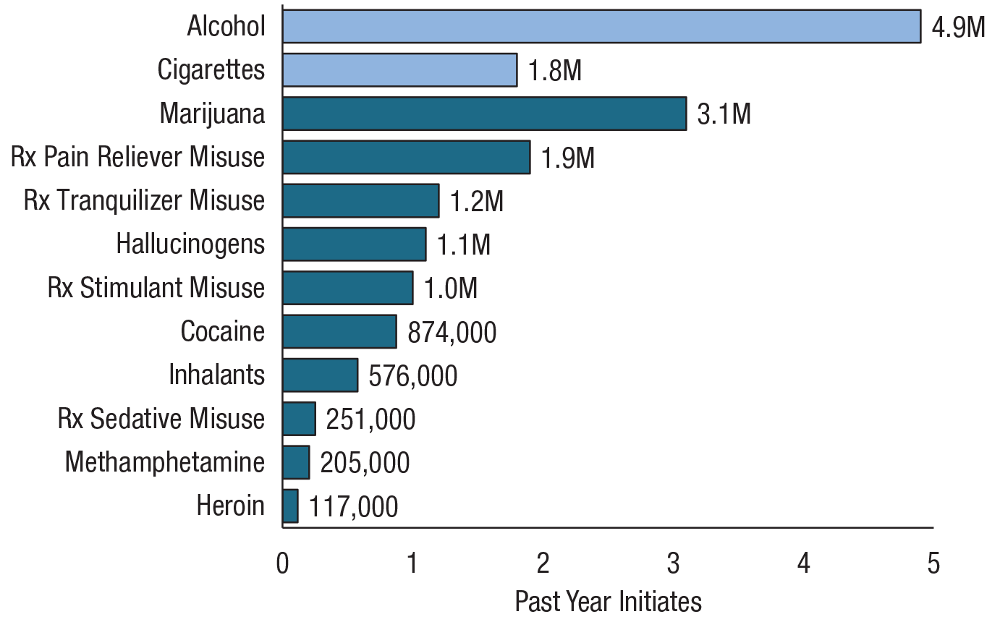 Alcohol 4.9M
Cigarettes 1.8M
Marijuana 3.1M
Rx Pain Reliever Misuse 1.9M
Rx Tranquilizer Misuse 1.2M
Hallucinogens 1.1M
Rx Stimulant Misuse 1.0M
Cocaine 874,000
Inhalants 576,000
Rx Sedative Misuse 251,000
Methamphetamine 205,000
Heroin 117,000
0 1 2 3 4 5
Past Year Initiates